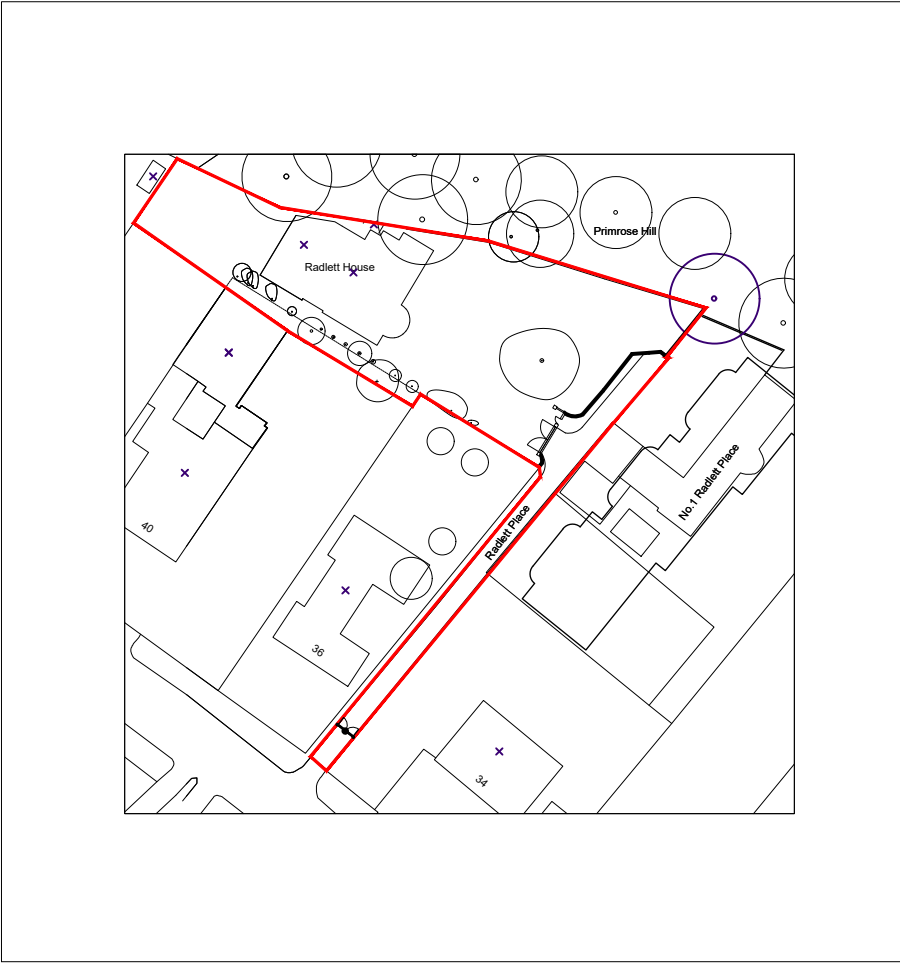 Primrose Hill
Radlett House
No.1 Radlett Place
Radlett Place
40
36
34